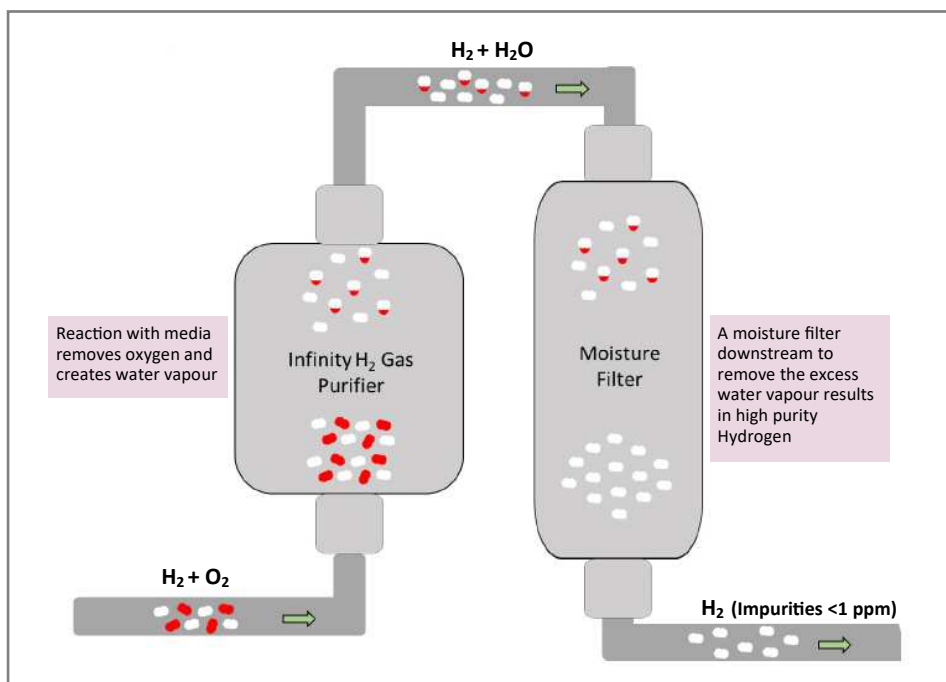 H₂ + H₂O
Reaction with media
removes oxygen and
creates water vapour
Infinity H₂ Gas
Purifier
Moisture
Filter
A moisture filter
downstream to
remove the excess
water vapour results
in high purity
Hydrogen
H₂ + O₂
H₂ (Impurities <1 ppm)